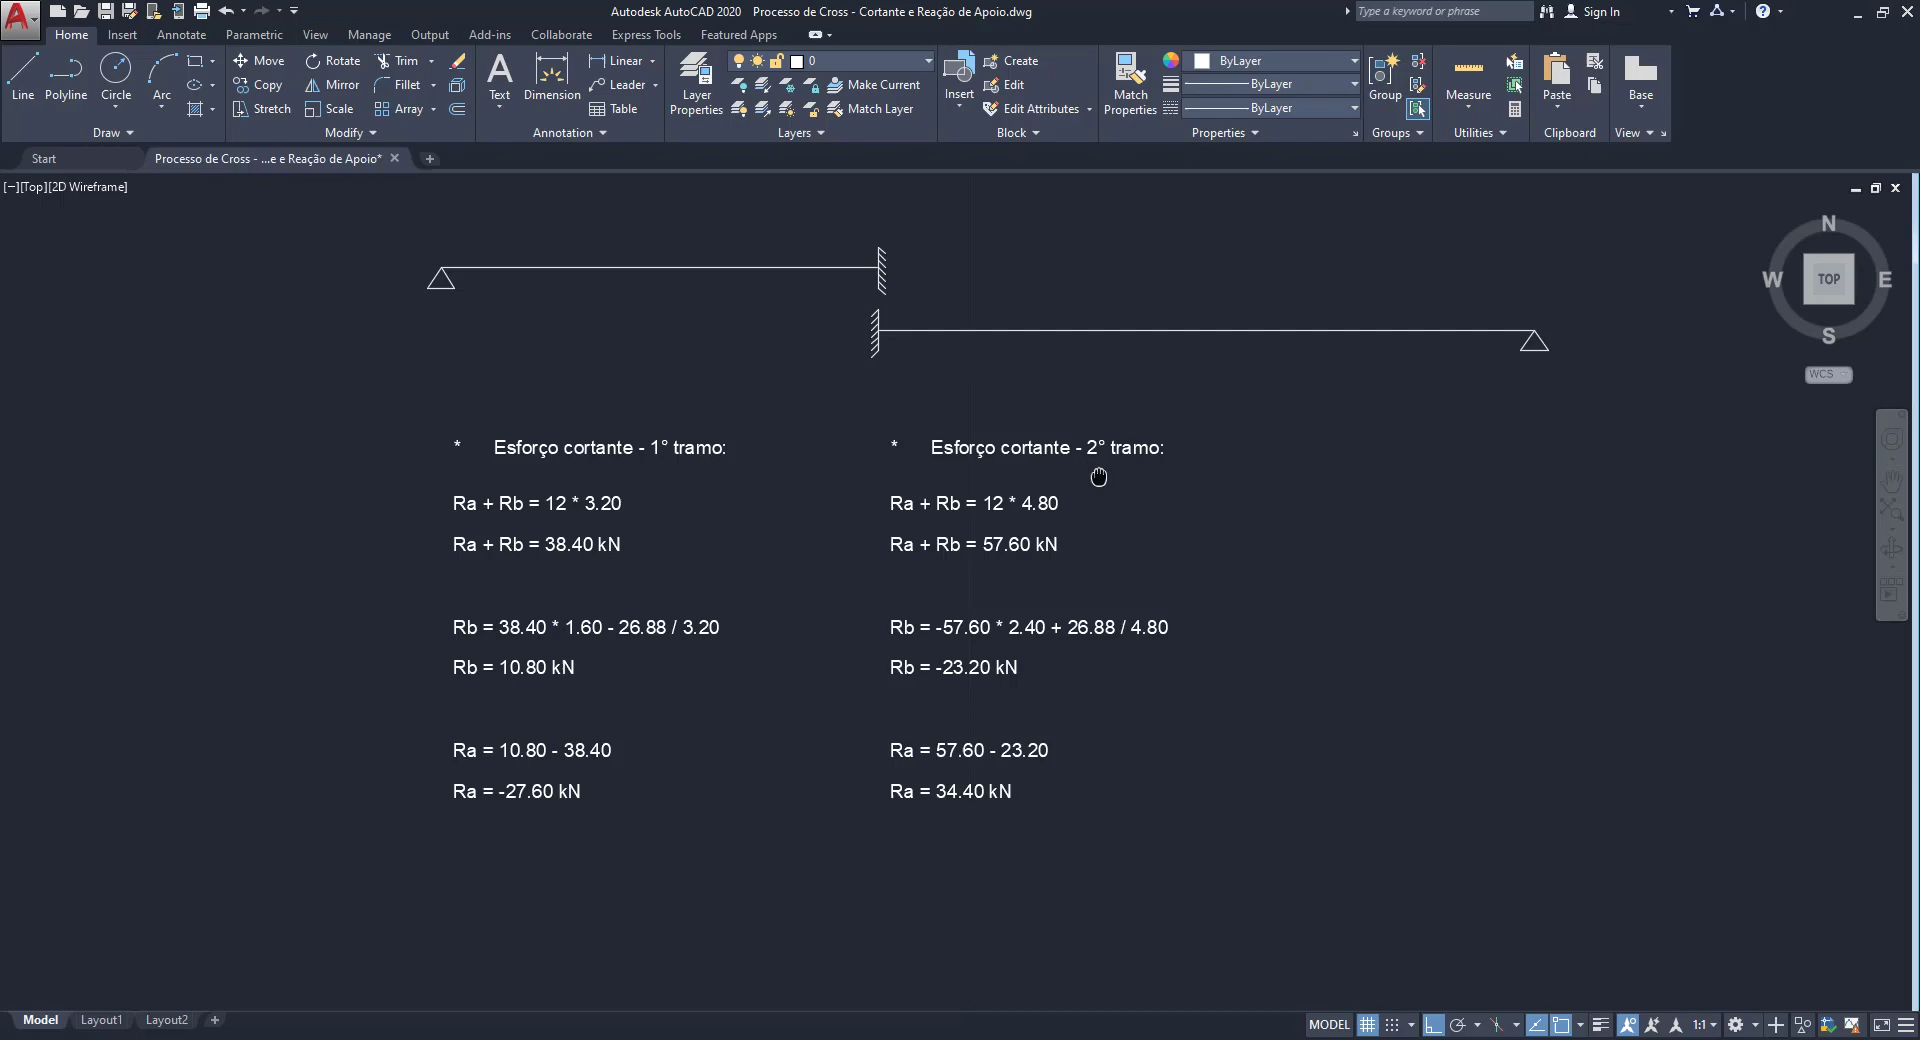 Autodesk AutoCAD 2020 Processo de Cross - Cortante e Reação de Apoio.dwg
Type a keyword or phrase
Sign In
Home Insert Annotate Parametric View Manage Output Add-ins Collaborate Express Tools Featured Apps
Line Polyline Circle Arc
Move Rotate Trim
Copy Mirror Fillet
Stretch Scale Array
Text Dimension
Linear
Leader
Table
Layer Properties
0
Make Current
Match Layer
Insert
Create
Edit
Edit Attributes
Match Properties
ByLayer
ByLayer
ByLayer
Group
Measure
Paste
Base
Draw Modify Annotation Layers Block Properties Groups Utilities Clipboard View
Start
Processo de Cross - ...e e Reação de Apoio*
[−][Top][2D Wireframe]
N
W TOP E
S
WCS
* Esforço cortante - 1° tramo:
Ra + Rb = 12 * 3.20
Ra + Rb = 38.40 kN
Rb = 38.40 * 1.60 - 26.88 / 3.20
Rb = 10.80 kN
Ra = 10.80 - 38.40
Ra = -27.60 kN
* Esforço cortante - 2° tramo:
Ra + Rb = 12 * 4.80
Ra + Rb = 57.60 kN
Rb = -57.60 * 2.40 + 26.88 / 4.80
Rb = -23.20 kN
Ra = 57.60 - 23.20
Ra = 34.40 kN
Model Layout1 Layout2
MODEL
1:1